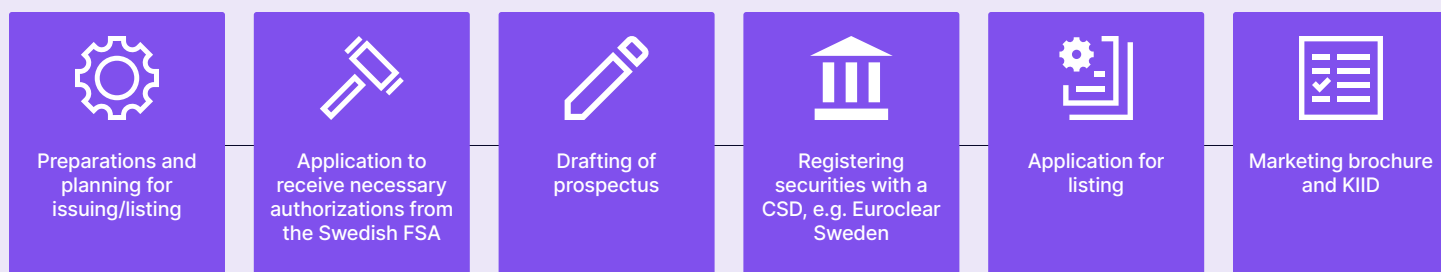 Preparations and
planning for
issuing/listing
Application to
receive necessary
authorizations from
the Swedish FSA
Drafting of
prospectus
Registering
securities with a
CSD, e.g. Euroclear
Sweden
Application for
listing
Marketing brochure
and KIID